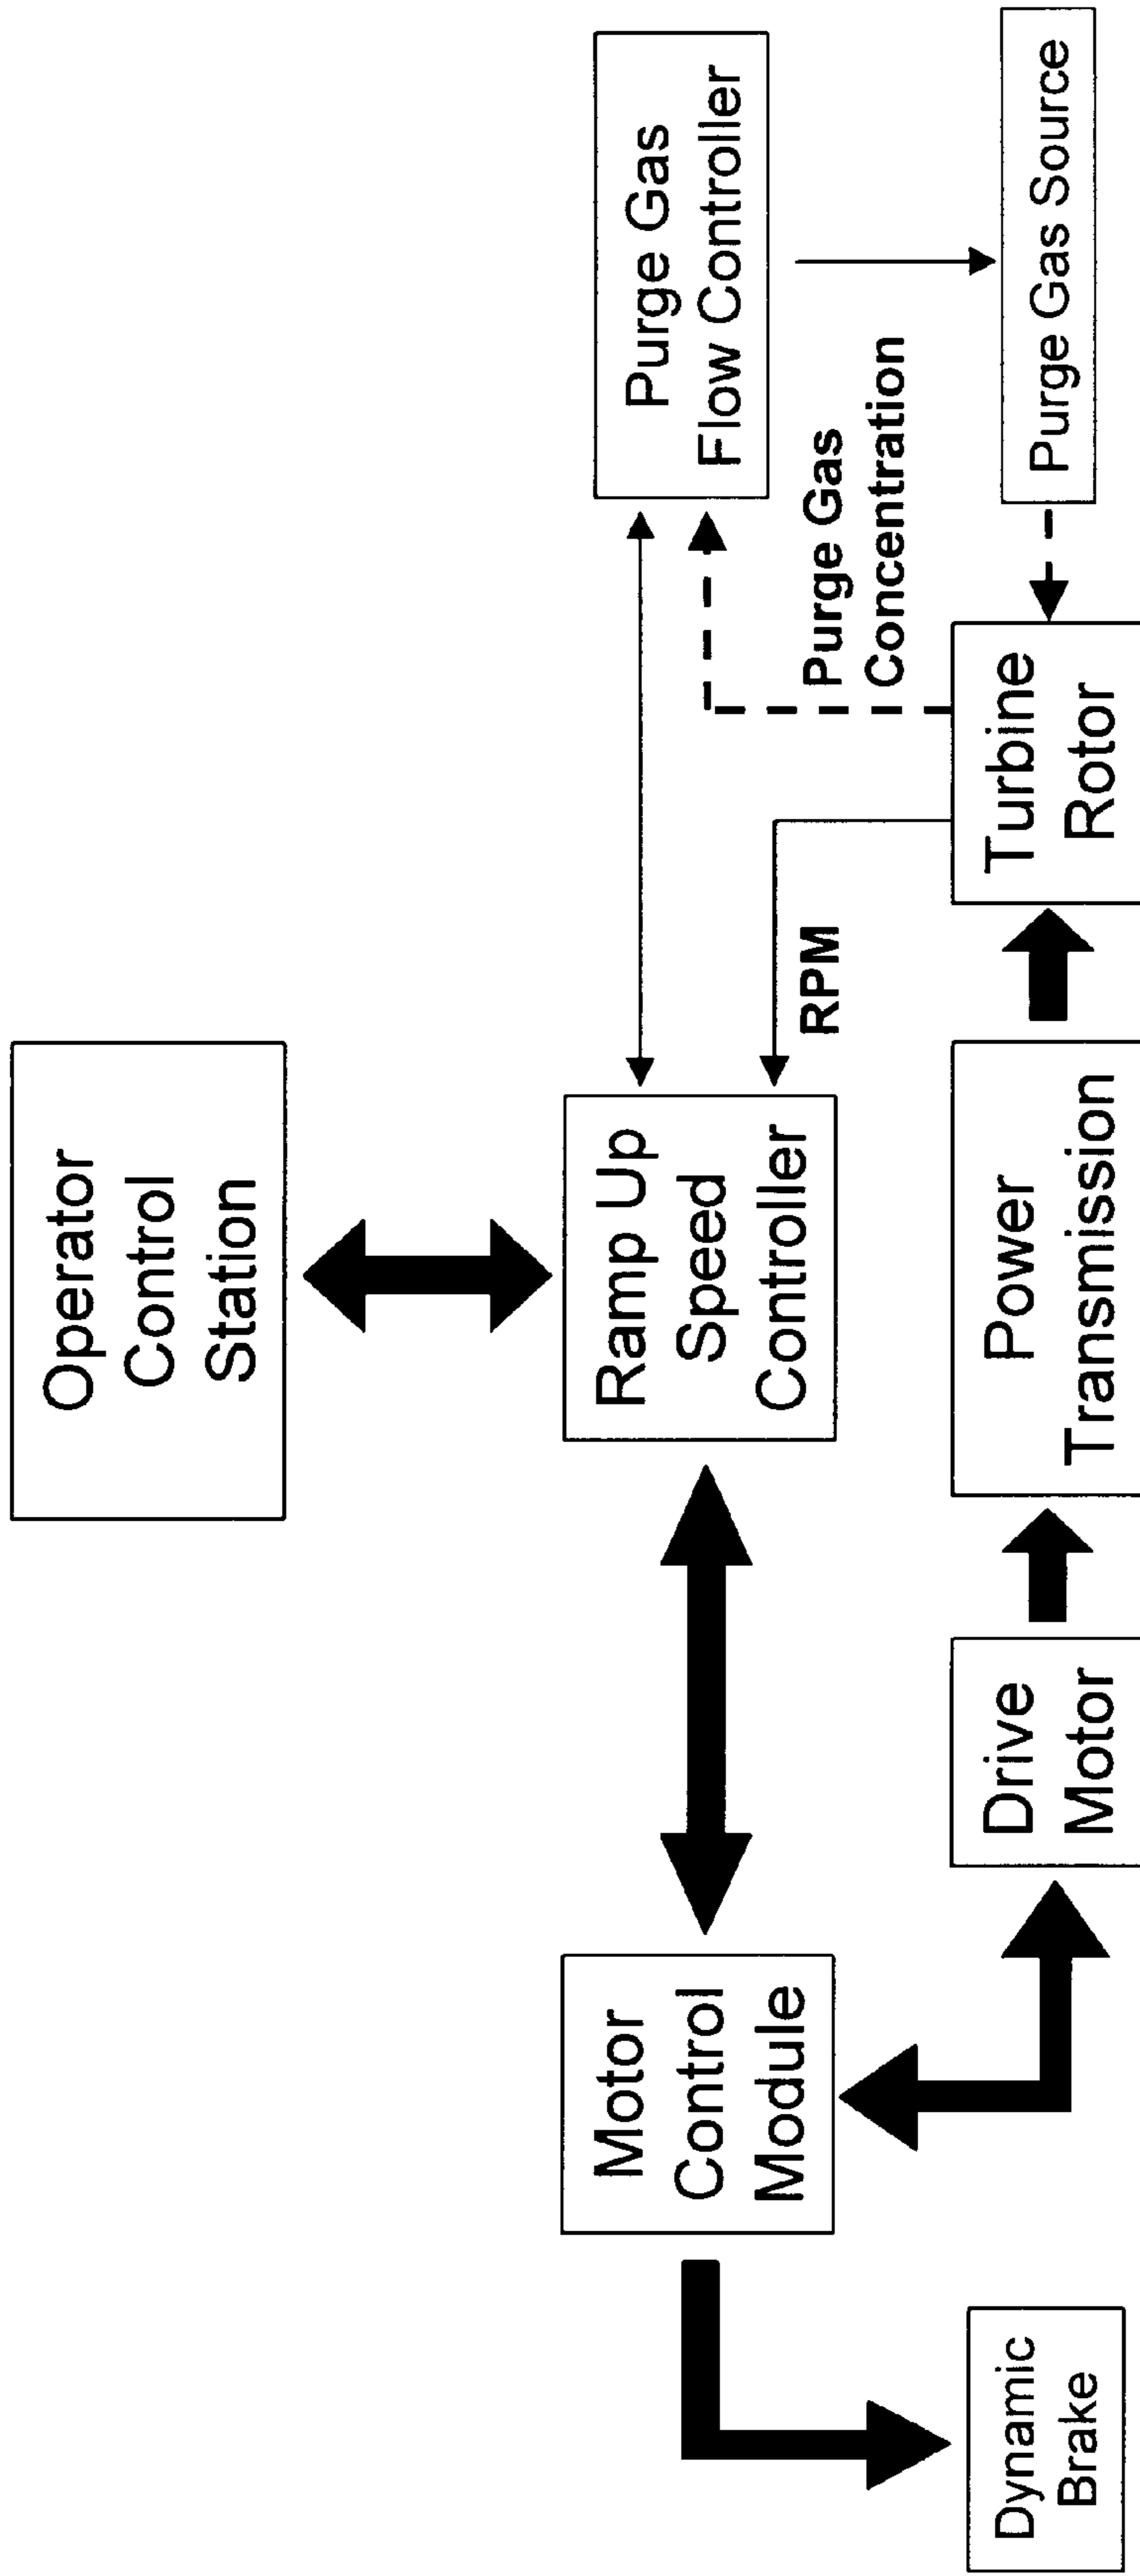 Operator
Control
Station
Motor
Control
Module
Ramp Up
Speed
Controller
Purge Gas
Flow Controller
RPM
Purge Gas
Concentration
Dynamic
Brake
Drive
Motor
Power
Transmission
Turbine
Rotor
Purge Gas Source